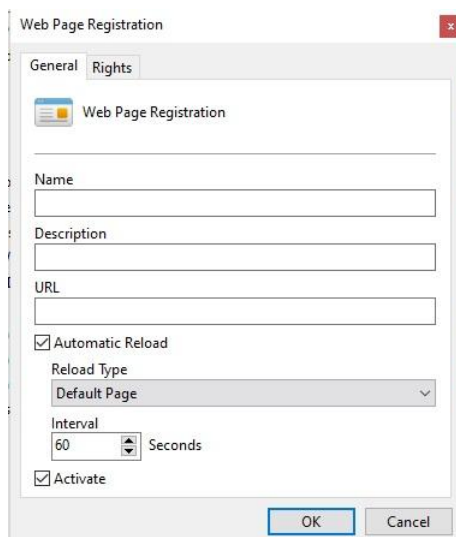 Web Page Registration
x
General Rights
Web Page Registration
Name
Description
URL
Automatic Reload
Reload Type
Default Page
Interval
60 Seconds
Activate
OK Cancel